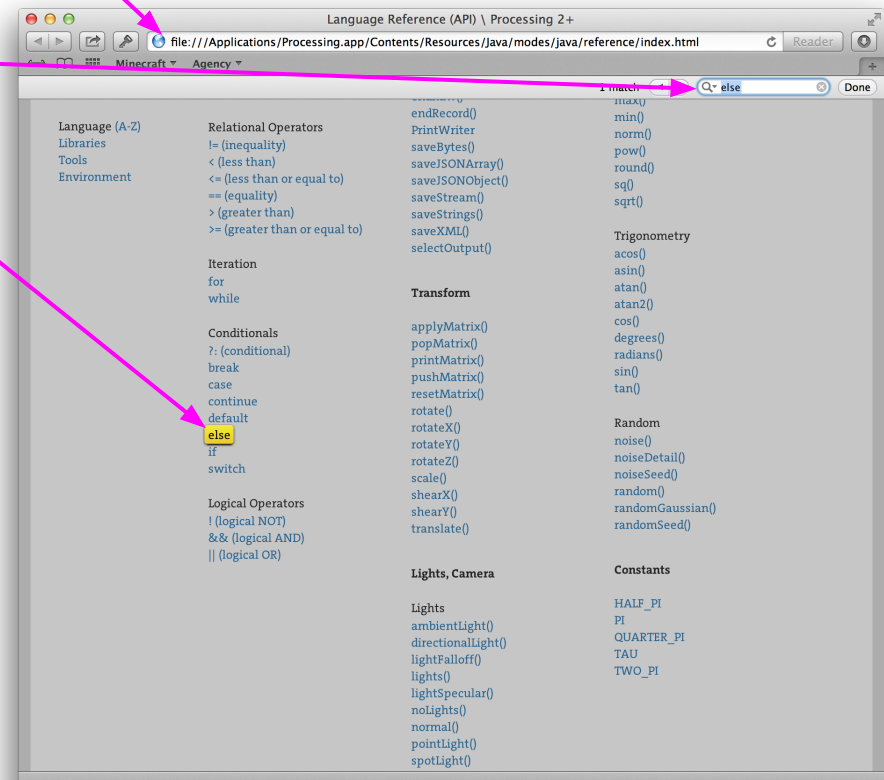 Language Reference (API) \ Processing 2+
file:///Applications/Processing.app/Contents/Resources/Java/modes/java/reference/index.html
Reader
Minecraft
Agency
1 match
else
Done
Language (A-Z)
Libraries
Tools
Environment
Relational Operators
!= (inequality)
< (less than)
<= (less than or equal to)
== (equality)
> (greater than)
>= (greater than or equal to)
Iteration
for
while
Conditionals
?: (conditional)
break
case
continue
default
else
if
switch
Logical Operators
! (logical NOT)
&& (logical AND)
|| (logical OR)
endRecord()
PrintWriter
saveBytes()
saveJSONArray()
saveJSONObject()
saveStream()
saveStrings()
saveXML()
selectOutput()
Transform
applyMatrix()
popMatrix()
printMatrix()
pushMatrix()
resetMatrix()
rotate()
rotateX()
rotateY()
rotateZ()
scale()
shearX()
shearY()
translate()
Lights, Camera
Lights
ambientLight()
directionalLight()
lightFalloff()
lights()
lightSpecular()
noLights()
normal()
pointLight()
spotLight()
max()
min()
norm()
pow()
round()
sq()
sqrt()
Trigonometry
acos()
asin()
atan()
atan2()
cos()
degrees()
radians()
sin()
tan()
Random
noise()
noiseDetail()
noiseSeed()
random()
randomGaussian()
randomSeed()
Constants
HALF_PI
PI
QUARTER_PI
TAU
TWO_PI